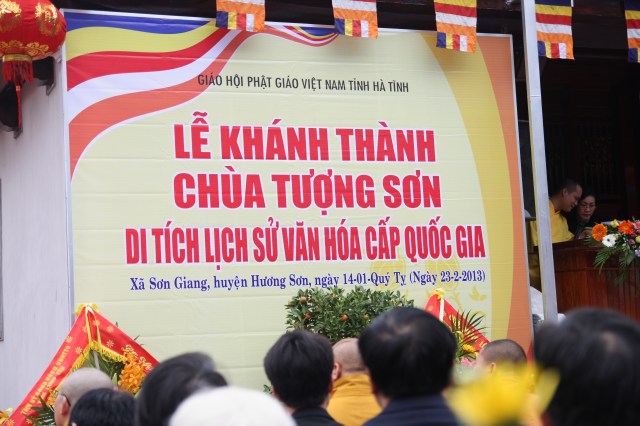 GIÁO HỘI PHẬT GIÁO VIỆT NAM TỈNH HÀ TĨNH
LỄ KHÁNH THÀNH
CHÙA TƯỢNG SƠN
DI TÍCH LỊCH SỬ VĂN HÓA CẤP QUỐC GIA
Xã Sơn Giang, huyện Hương Sơn, ngày 14-01-Quý Tỵ (Ngày 23-2-2013)